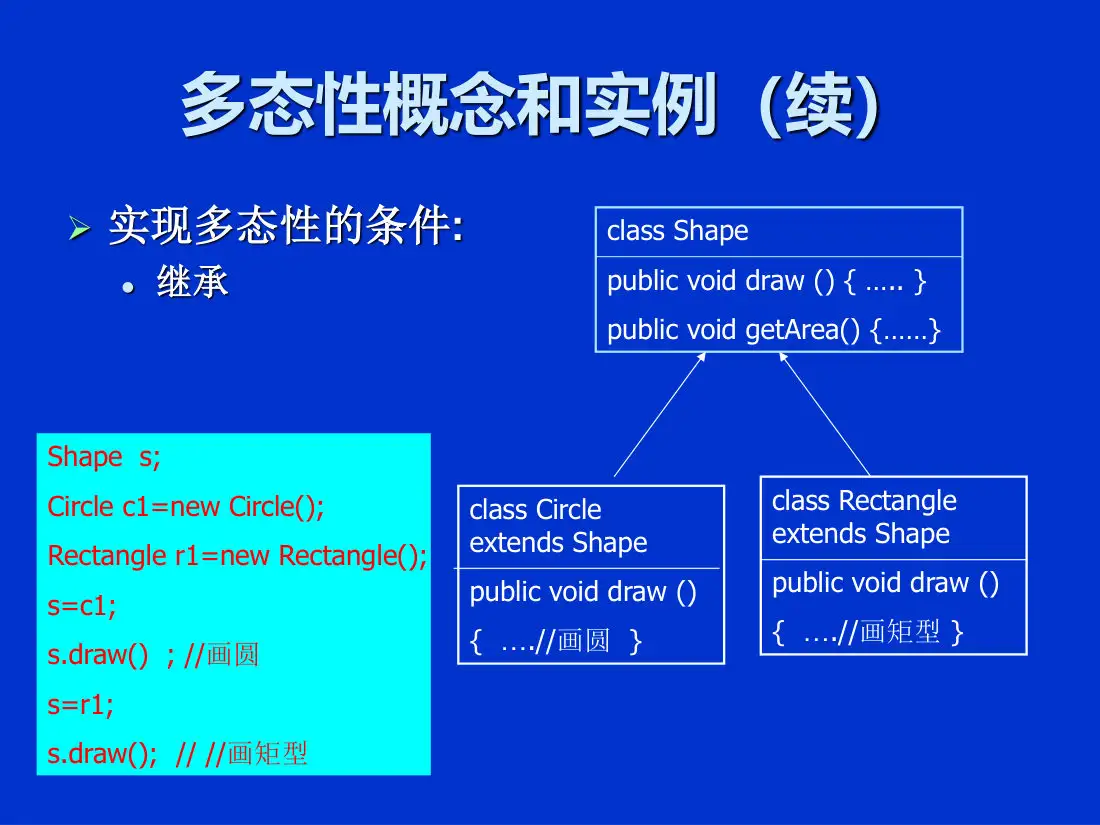 多态性概念和实例（续）
实现多态性的条件:
继承
class Shape
public void draw () { ….. }
public void getArea() {……}
Shape  s;
Circle c1=new Circle();
Rectangle r1=new Rectangle();
s=c1;
s.draw()  ; //画圆
s=r1;
s.draw();  // //画矩型
class Circle
extends Shape
public void draw ()
{  ….//画圆  }
class Rectangle
extends Shape
public void draw ()
{  ….//画矩型 }